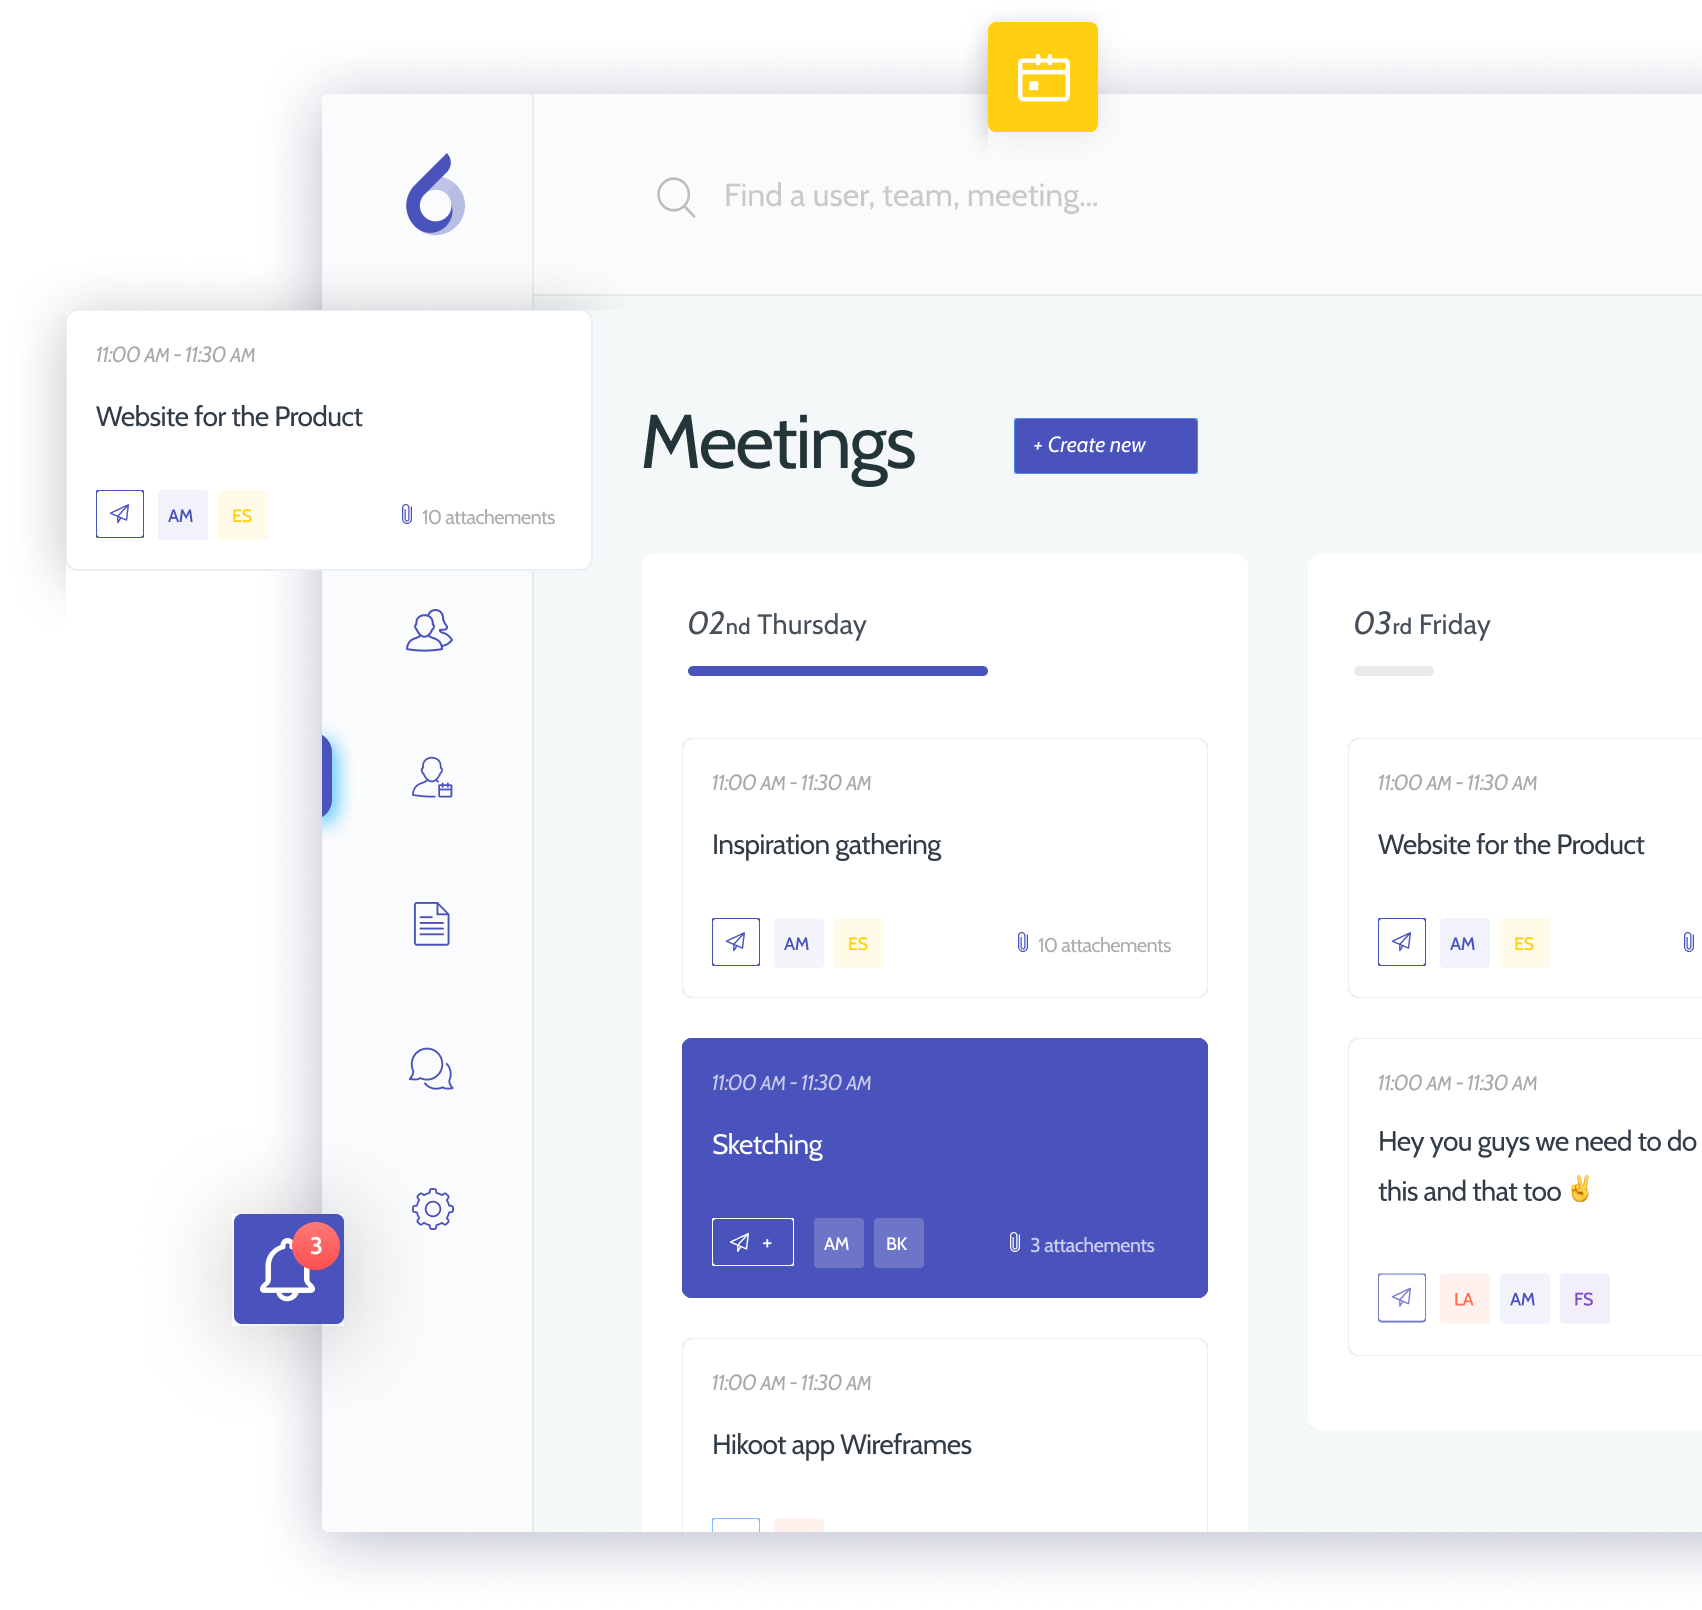 Find a user, team, meeting...
11:00 AM - 11:30 AM
Website for the Product
AM ES 10 attachements
Meetings
+ Create new
02nd Thursday
11:00 AM - 11:30 AM
Inspiration gathering
AM ES 10 attachements
11:00 AM - 11:30 AM
Sketching
+ AM BK 3 attachements
11:00 AM - 11:30 AM
Hikoot app Wireframes
03rd Friday
11:00 AM - 11:30 AM
Website for the Product
AM ES
11:00 AM - 11:30 AM
Hey you guys we need to do
this and that too ✌️
LA AM FS
3